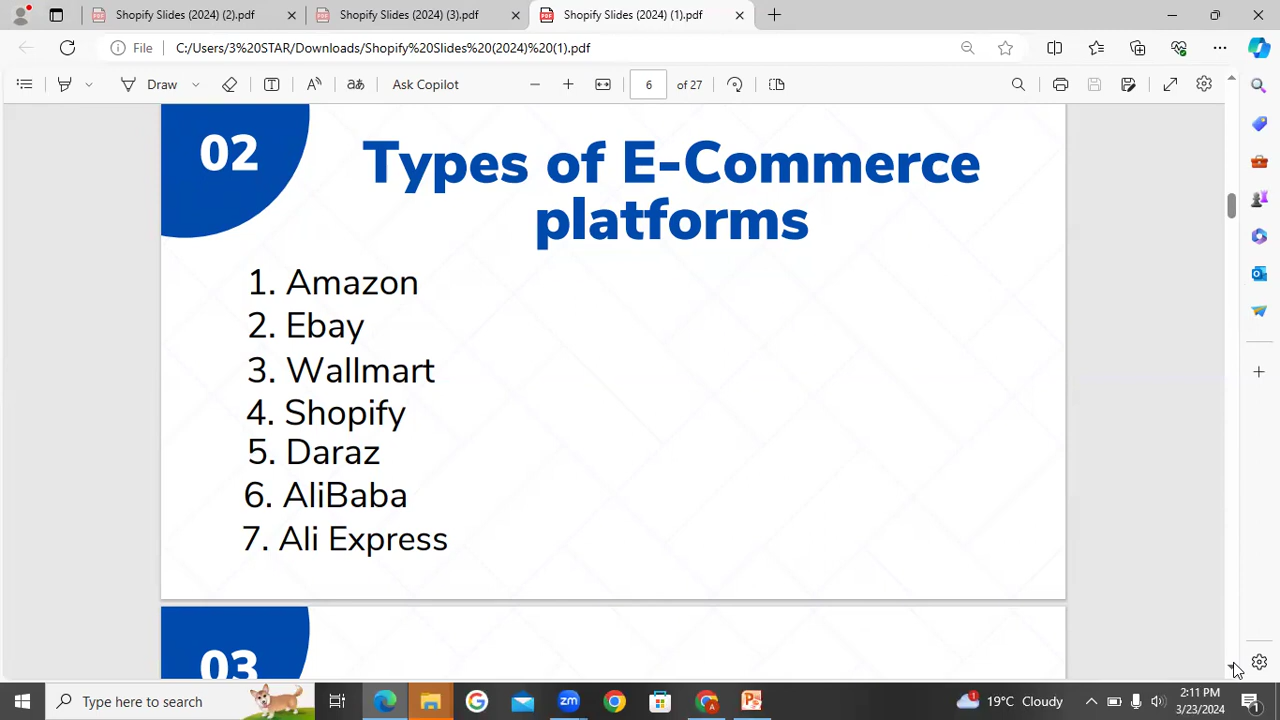 Shopify Slides (2024) (2).pdf
Shopify Slides (2024) (3).pdf
Shopify Slides (2024) (1).pdf
File
C:/Users/3%20STAR/Downloads/Shopify%20Slides%20(2024)%20(1).pdf
Draw
aあ
Ask Copilot
6 of 27
02
Types of E-Commerce
platforms
1. Amazon
2. Ebay
3. Wallmart
4. Shopify
5. Daraz
6. AliBaba
7. Ali Express
03
Type here to search
19°C Cloudy
2:11 PM
3/23/2024